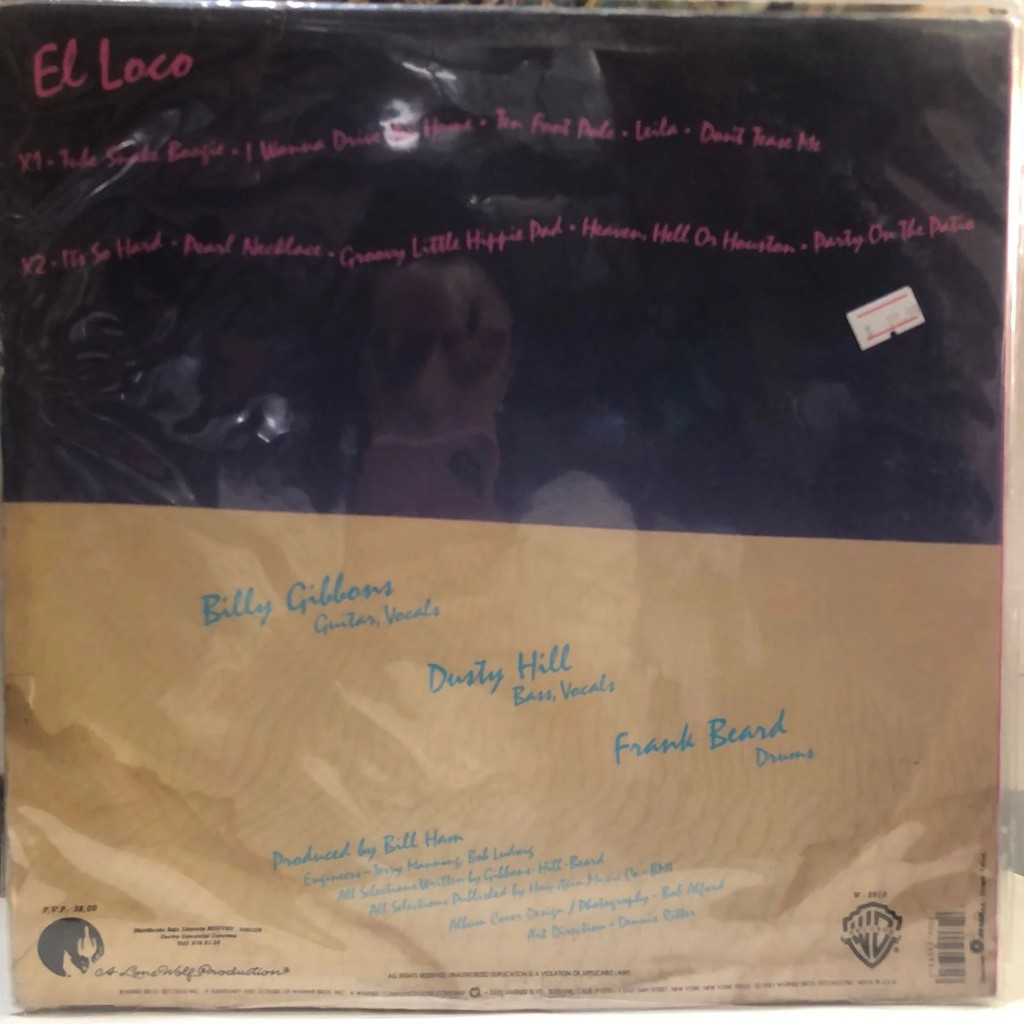 El Loco
X1 - Tube Snake Boogie - I Wanna Drive You Home - Ten Foot Pole - Leila - Don't Tease Me
X2 - It's So Hard - Pearl Necklace - Groovy Little Hippie Pad - Heaven, Hell Or Houston - Party On The Patio
Billy Gibbons
Guitar, Vocals
Dusty Hill
Bass, Vocals
Frank Beard
Drums
Produced by Bill Ham
Engineers - Terry Manning, Bob Ludwig
All Selections Written by Gibbons - Hill - Beard
All Selections Published by Hamstein Music Co - BMI
Album Cover Design / Photography - Bob Alford
Art Direction - Dennis Ritter
P.V.P. 38,00
A Lone Wolf Production
ALL RIGHTS RESERVED. UNAUTHORIZED DUPLICATION IS A VIOLATION OF APPLICABLE LAWS